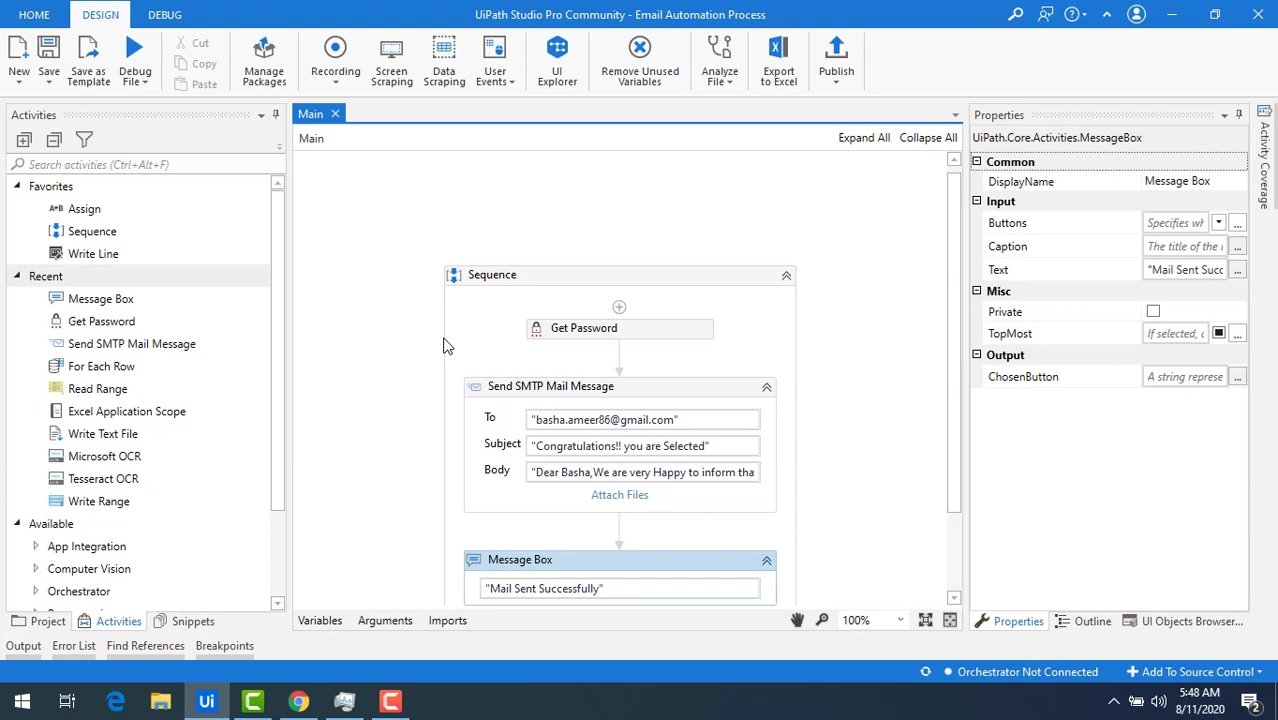 HOME DESIGN DEBUG UiPath Studio Pro Community - Email Automation Process
New Save Save as Template Debug File Cut Copy Paste Manage Packages Recording Screen Scraping Data Scraping User Events UI Explorer Remove Unused Variables Analyze File Export to Excel Publish
Activities
Search activities (Ctrl+Alt+F)
Favorites
Assign
Sequence
Write Line
Recent
Message Box
Get Password
Send SMTP Mail Message
For Each Row
Read Range
Excel Application Scope
Write Text File
Microsoft OCR
Tesseract OCR
Write Range
Available
App Integration
Computer Vision
Orchestrator
Project Activities Snippets
Main
Main Expand All Collapse All
Sequence
Get Password
Send SMTP Mail Message
To "basha.ameer86@gmail.com"
Subject "Congratulations!! you are Selected"
Body "Dear Basha,We are very Happy to inform tha
Attach Files
Message Box
"Mail Sent Successfully"
Variables Arguments Imports 100%
Properties
UiPath.Core.Activities.MessageBox
Common
DisplayName Message Box
Input
Buttons Specifies wh ...
Caption The title of the ...
Text "Mail Sent Succ ...
Misc
Private
TopMost If selected, ...
Output
ChosenButton A string represe ...
Properties Outline UI Objects Browser...
Activity Coverage
Output Error List Find References Breakpoints
Orchestrator Not Connected Add To Source Control
Ui
5:48 AM
8/11/2020
2